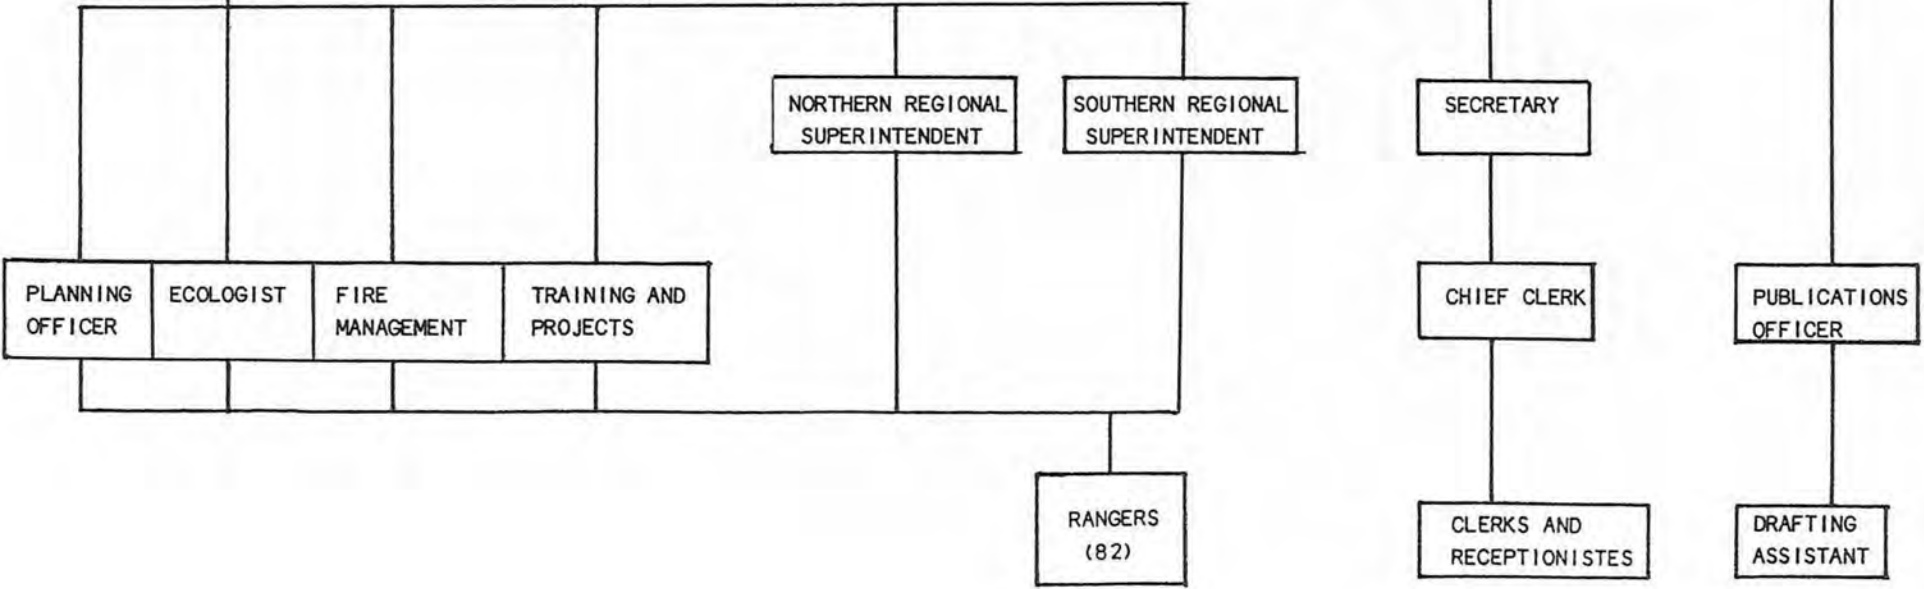 NORTHERN REGIONAL
SUPERINTENDENT
SOUTHERN REGIONAL
SUPERINTENDENT
SECRETARY
PLANNING
OFFICER
ECOLOGIST
FIRE
MANAGEMENT
TRAINING AND
PROJECTS
CHIEF CLERK
PUBLICATIONS
OFFICER
RANGERS
(82)
CLERKS AND
RECEPTIONISTES
DRAFTING
ASSISTANT